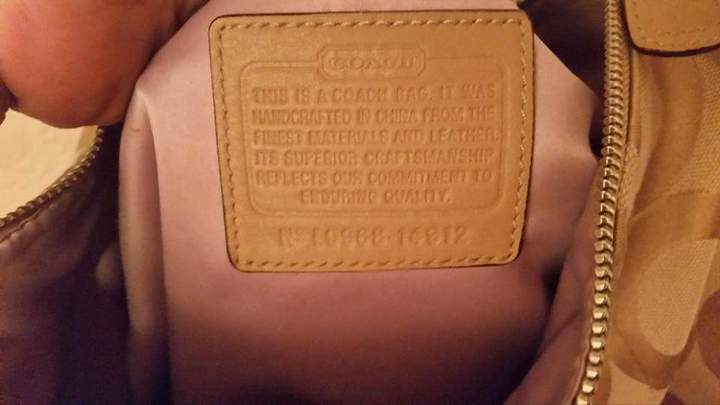 COACH
THIS IS A COACH BAG. IT WAS
HANDCRAFTED IN CHINA FROM THE
FINEST MATERIALS AND LEATHER.
ITS SUPERIOR CRAFTSMANSHIP
REFLECTS OUR COMMITMENT TO
ENDURING QUALITY.
Nº 10968-14912